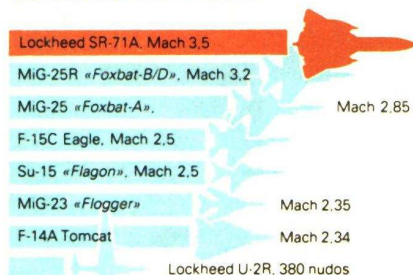 Lockheed SR-71A, Mach 3,5
MiG-25R «Foxbat-B/D», Mach 3,2
MiG-25 «Foxbat-A», Mach 2,85
F-15C Eagle, Mach 2,5
Su-15 «Flagon», Mach 2,5
MiG-23 «Flogger» Mach 2,35
F-14A Tomcat Mach 2,34
Lockheed U-2R, 380 nudos